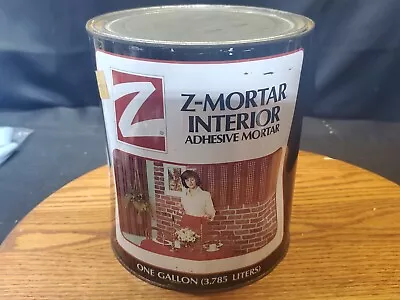 Z
Z-MORTAR
INTERIOR
ADHESIVE MORTAR
ONE GALLON (3.785 LITERS)